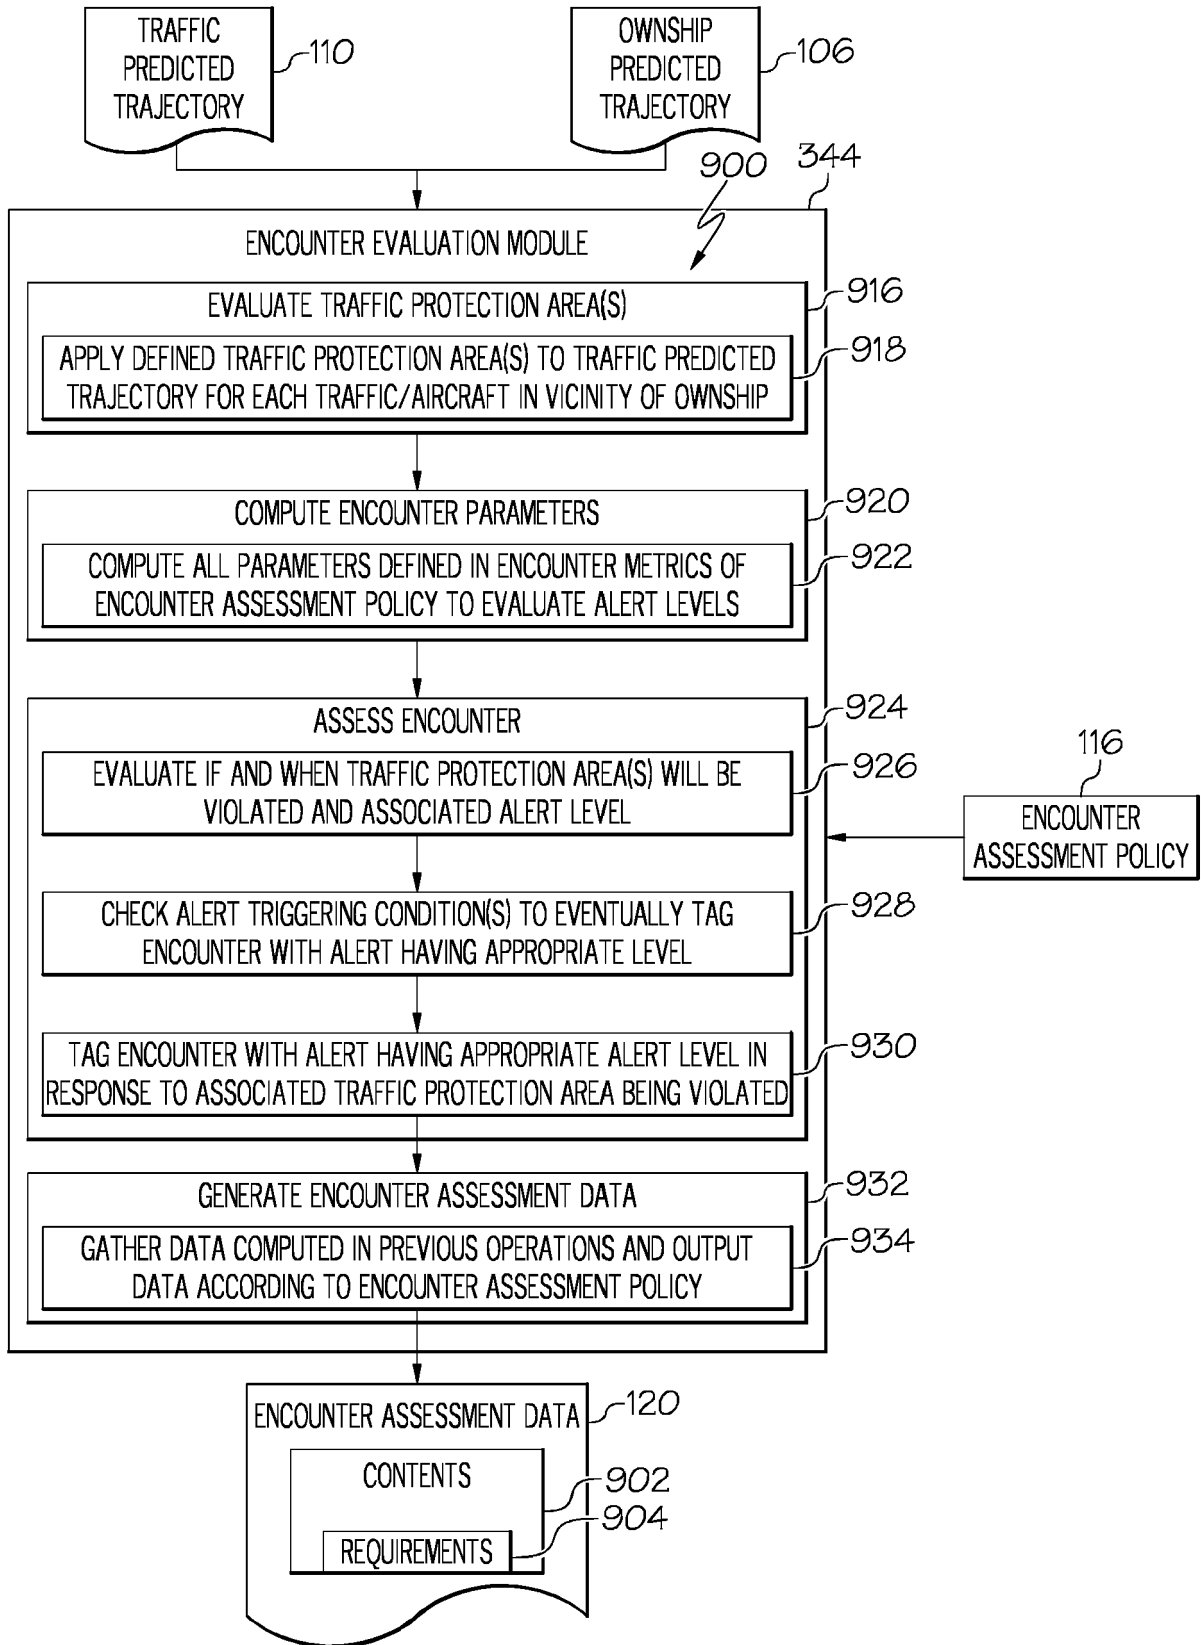 TRAFFIC
PREDICTED
TRAJECTORY
110
OWNSHIP
PREDICTED
TRAJECTORY
106
900
344
ENCOUNTER EVALUATION MODULE
EVALUATE TRAFFIC PROTECTION AREA(S)
916
APPLY DEFINED TRAFFIC PROTECTION AREA(S) TO TRAFFIC PREDICTED
TRAJECTORY FOR EACH TRAFFIC/AIRCRAFT IN VICINITY OF OWNSHIP
918
COMPUTE ENCOUNTER PARAMETERS
920
COMPUTE ALL PARAMETERS DEFINED IN ENCOUNTER METRICS OF
ENCOUNTER ASSESSMENT POLICY TO EVALUATE ALERT LEVELS
922
ASSESS ENCOUNTER
924
EVALUATE IF AND WHEN TRAFFIC PROTECTION AREA(S) WILL BE
VIOLATED AND ASSOCIATED ALERT LEVEL
926
116
ENCOUNTER
ASSESSMENT POLICY
CHECK ALERT TRIGGERING CONDITION(S) TO EVENTUALLY TAG
ENCOUNTER WITH ALERT HAVING APPROPRIATE LEVEL
928
TAG ENCOUNTER WITH ALERT HAVING APPROPRIATE ALERT LEVEL IN
RESPONSE TO ASSOCIATED TRAFFIC PROTECTION AREA BEING VIOLATED
930
GENERATE ENCOUNTER ASSESSMENT DATA
932
GATHER DATA COMPUTED IN PREVIOUS OPERATIONS AND OUTPUT
DATA ACCORDING TO ENCOUNTER ASSESSMENT POLICY
934
ENCOUNTER ASSESSMENT DATA
120
CONTENTS
902
REQUIREMENTS
904